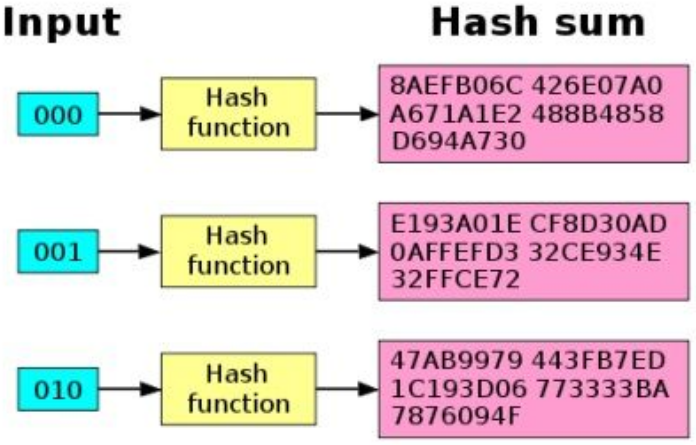 Input
Hash sum
000
Hash
function
8AEFB06C 426E07A0
A671A1E2 488B4858
D694A730
001
Hash
function
E193A01E CF8D30AD
0AFFEFD3 32CE934E
32FFCE72
010
Hash
function
47AB9979 443FB7ED
1C193D06 773333BA
7876094F